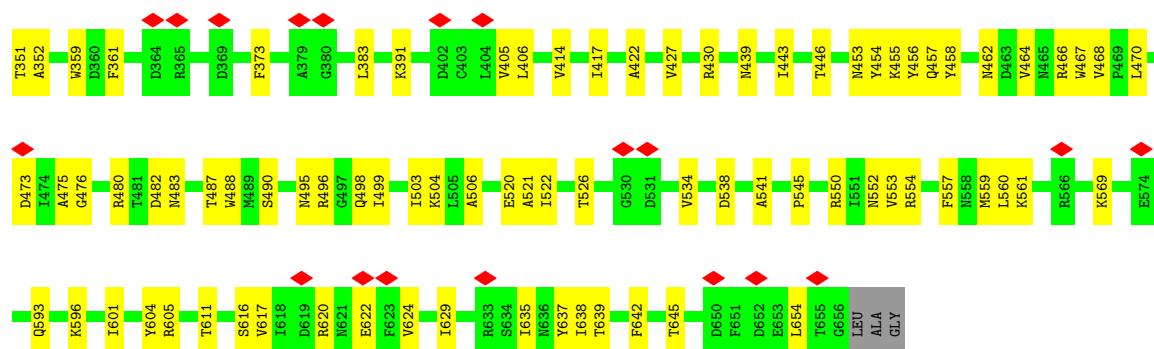 T351 A352 W359 D360 F361 D364 R365 D369 F373 A379 G380 L383 K391 D402 C403 L404 V405 L406 V414 I417 A422 V427 R430 N439 I443 T446 N453 Y454 K455 Y456 Q457 Y458 N462 D463 V464 N465 R466 W467 V468 P469 L470
D473 I474 A475 G476 R480 T481 D482 N483 T487 W488 M489 S490 N495 R496 G497 Q498 I499 I503 K504 L505 A506 E520 A521 I522 T526 G530 D531 V534 D538 A541 P545 R550 I551 N552 V553 R554 F557 N558 M559 L560 K561 R566 K569 E574
Q593 K596 I601 Y604 R605 T611 S616 V617 I618 D619 R620 N621 E622 F623 V624 I629 R633 S634 I635 N636 Y637 I638 T639 F642 T645 D650 F651 D652 E653 L654 T655 G656 LEU ALA GLY